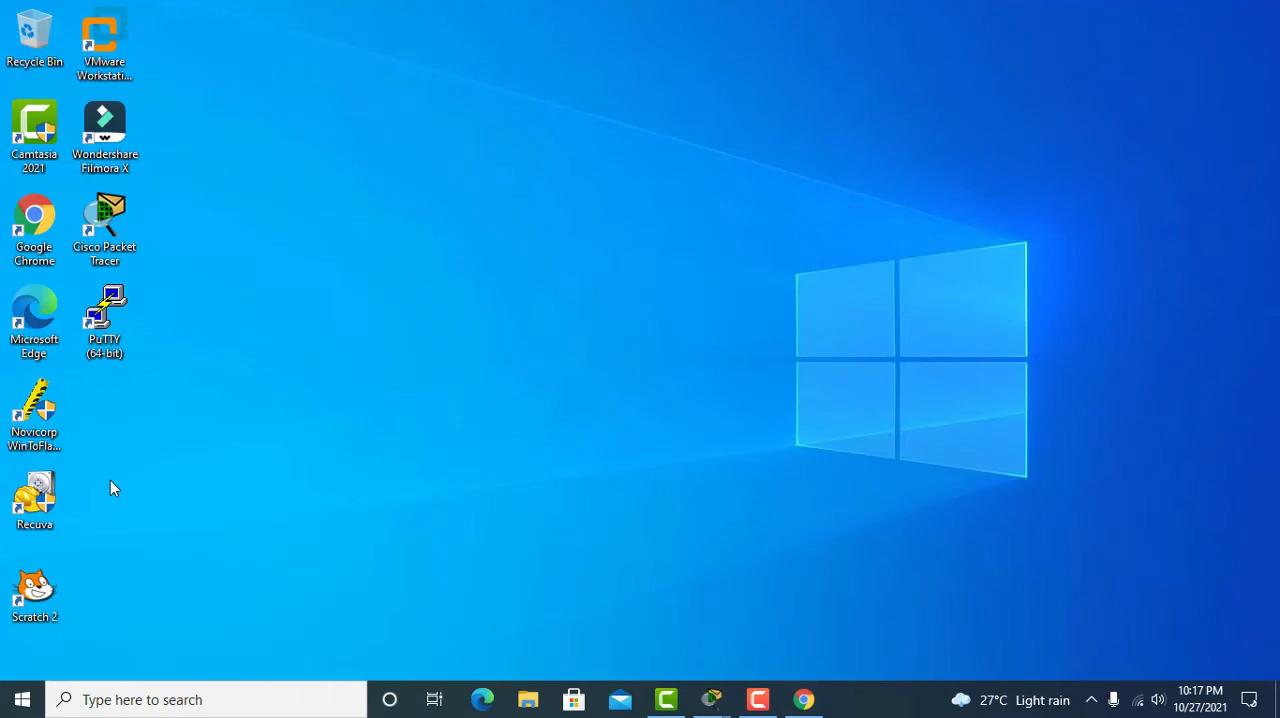 Recycle Bin
VMware
Workstati...
Camtasia
2021
Wondershare
Filmora X
Google
Chrome
Cisco Packet
Tracer
Microsoft
Edge
PuTTY
(64-bit)
Novicorp
WinToFla...
Recuva
Scratch 2
Type here to search
27°C Light rain
10:17 PM
10/27/2021